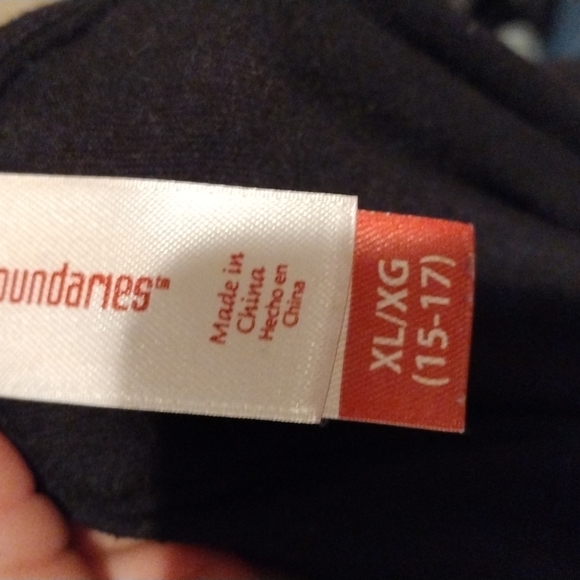 oundaries™
Made in
China
Hecho en
China
XL/XG
(15-17)